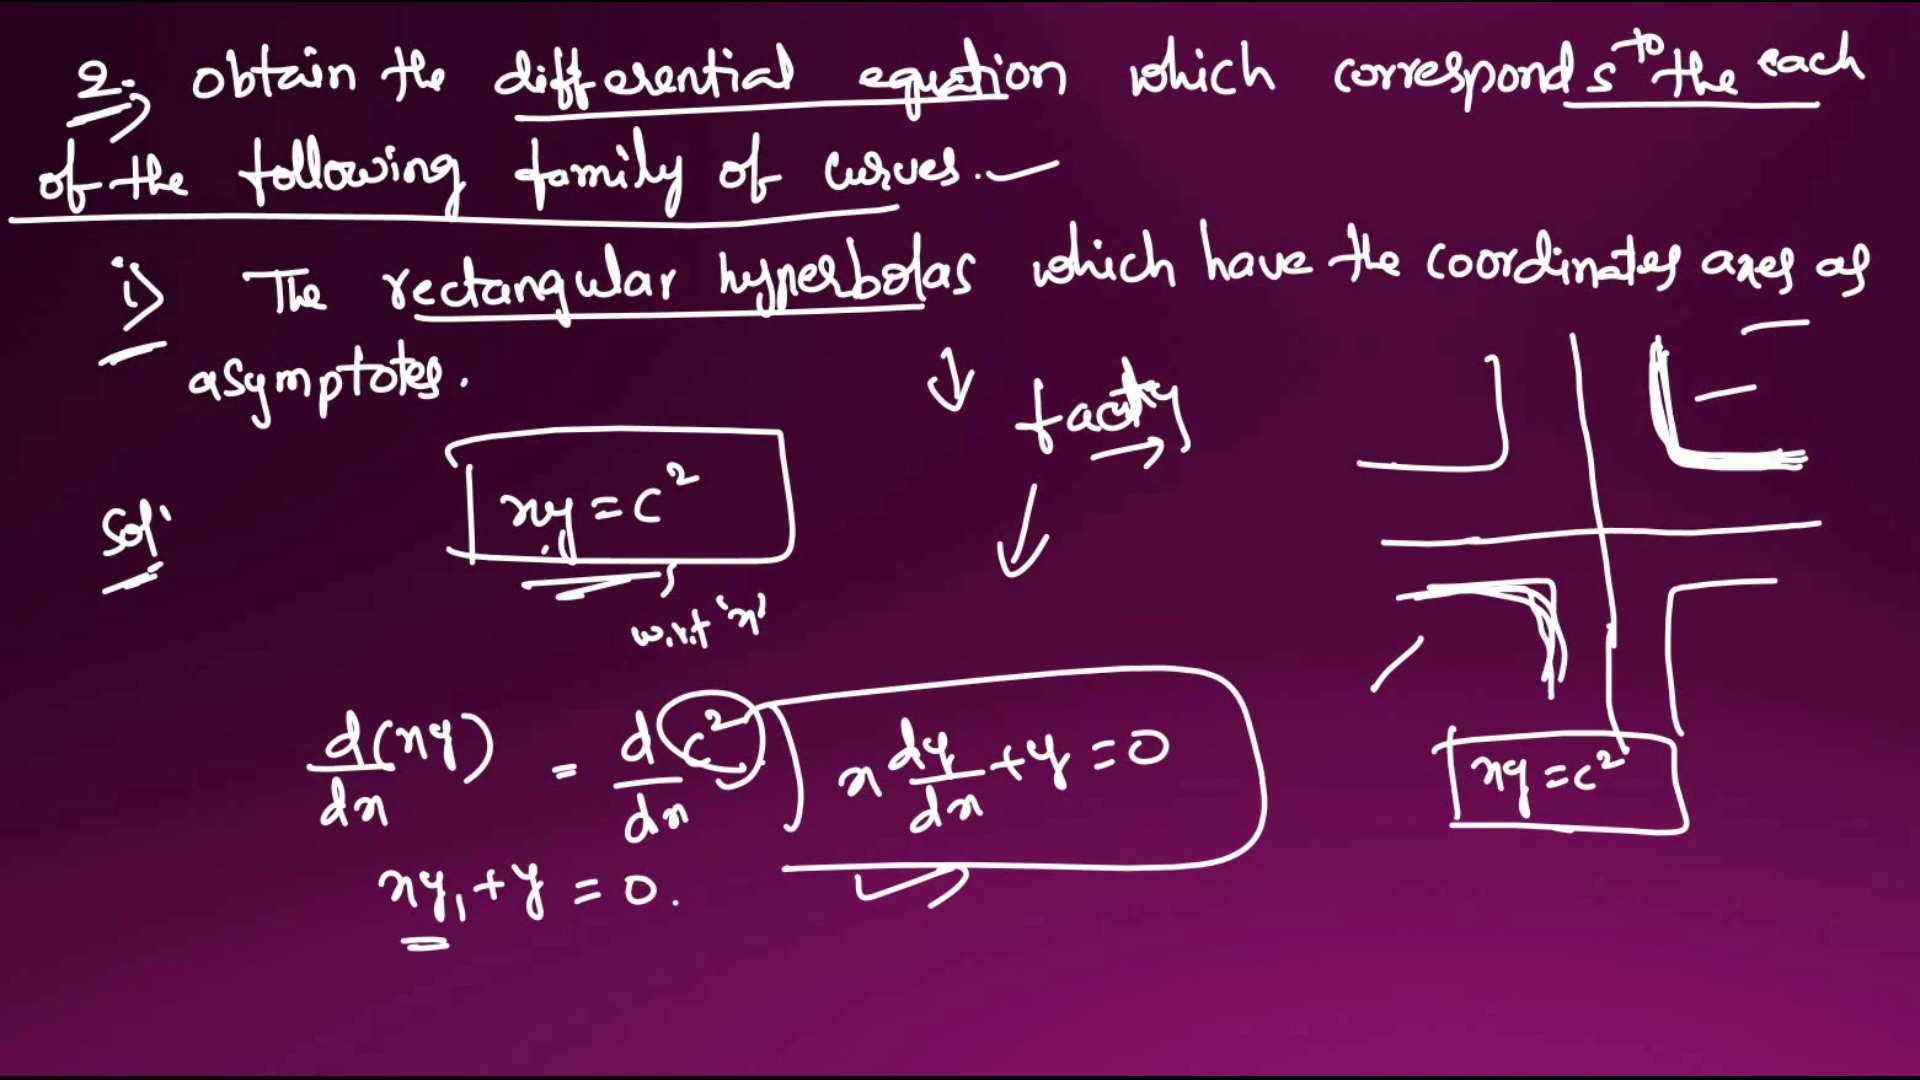 2. obtain the differential equation which corresponds to the each
of the following family of curves.
i) The rectangular hyperbolas which have the coordinates axes as
asymptotes.
xy = c²
Sol:
w.r.t 'x'
d(xy)/dx = d/dx c²
x dy/dx + y = 0
xy = c²
xy₁ + y = 0.